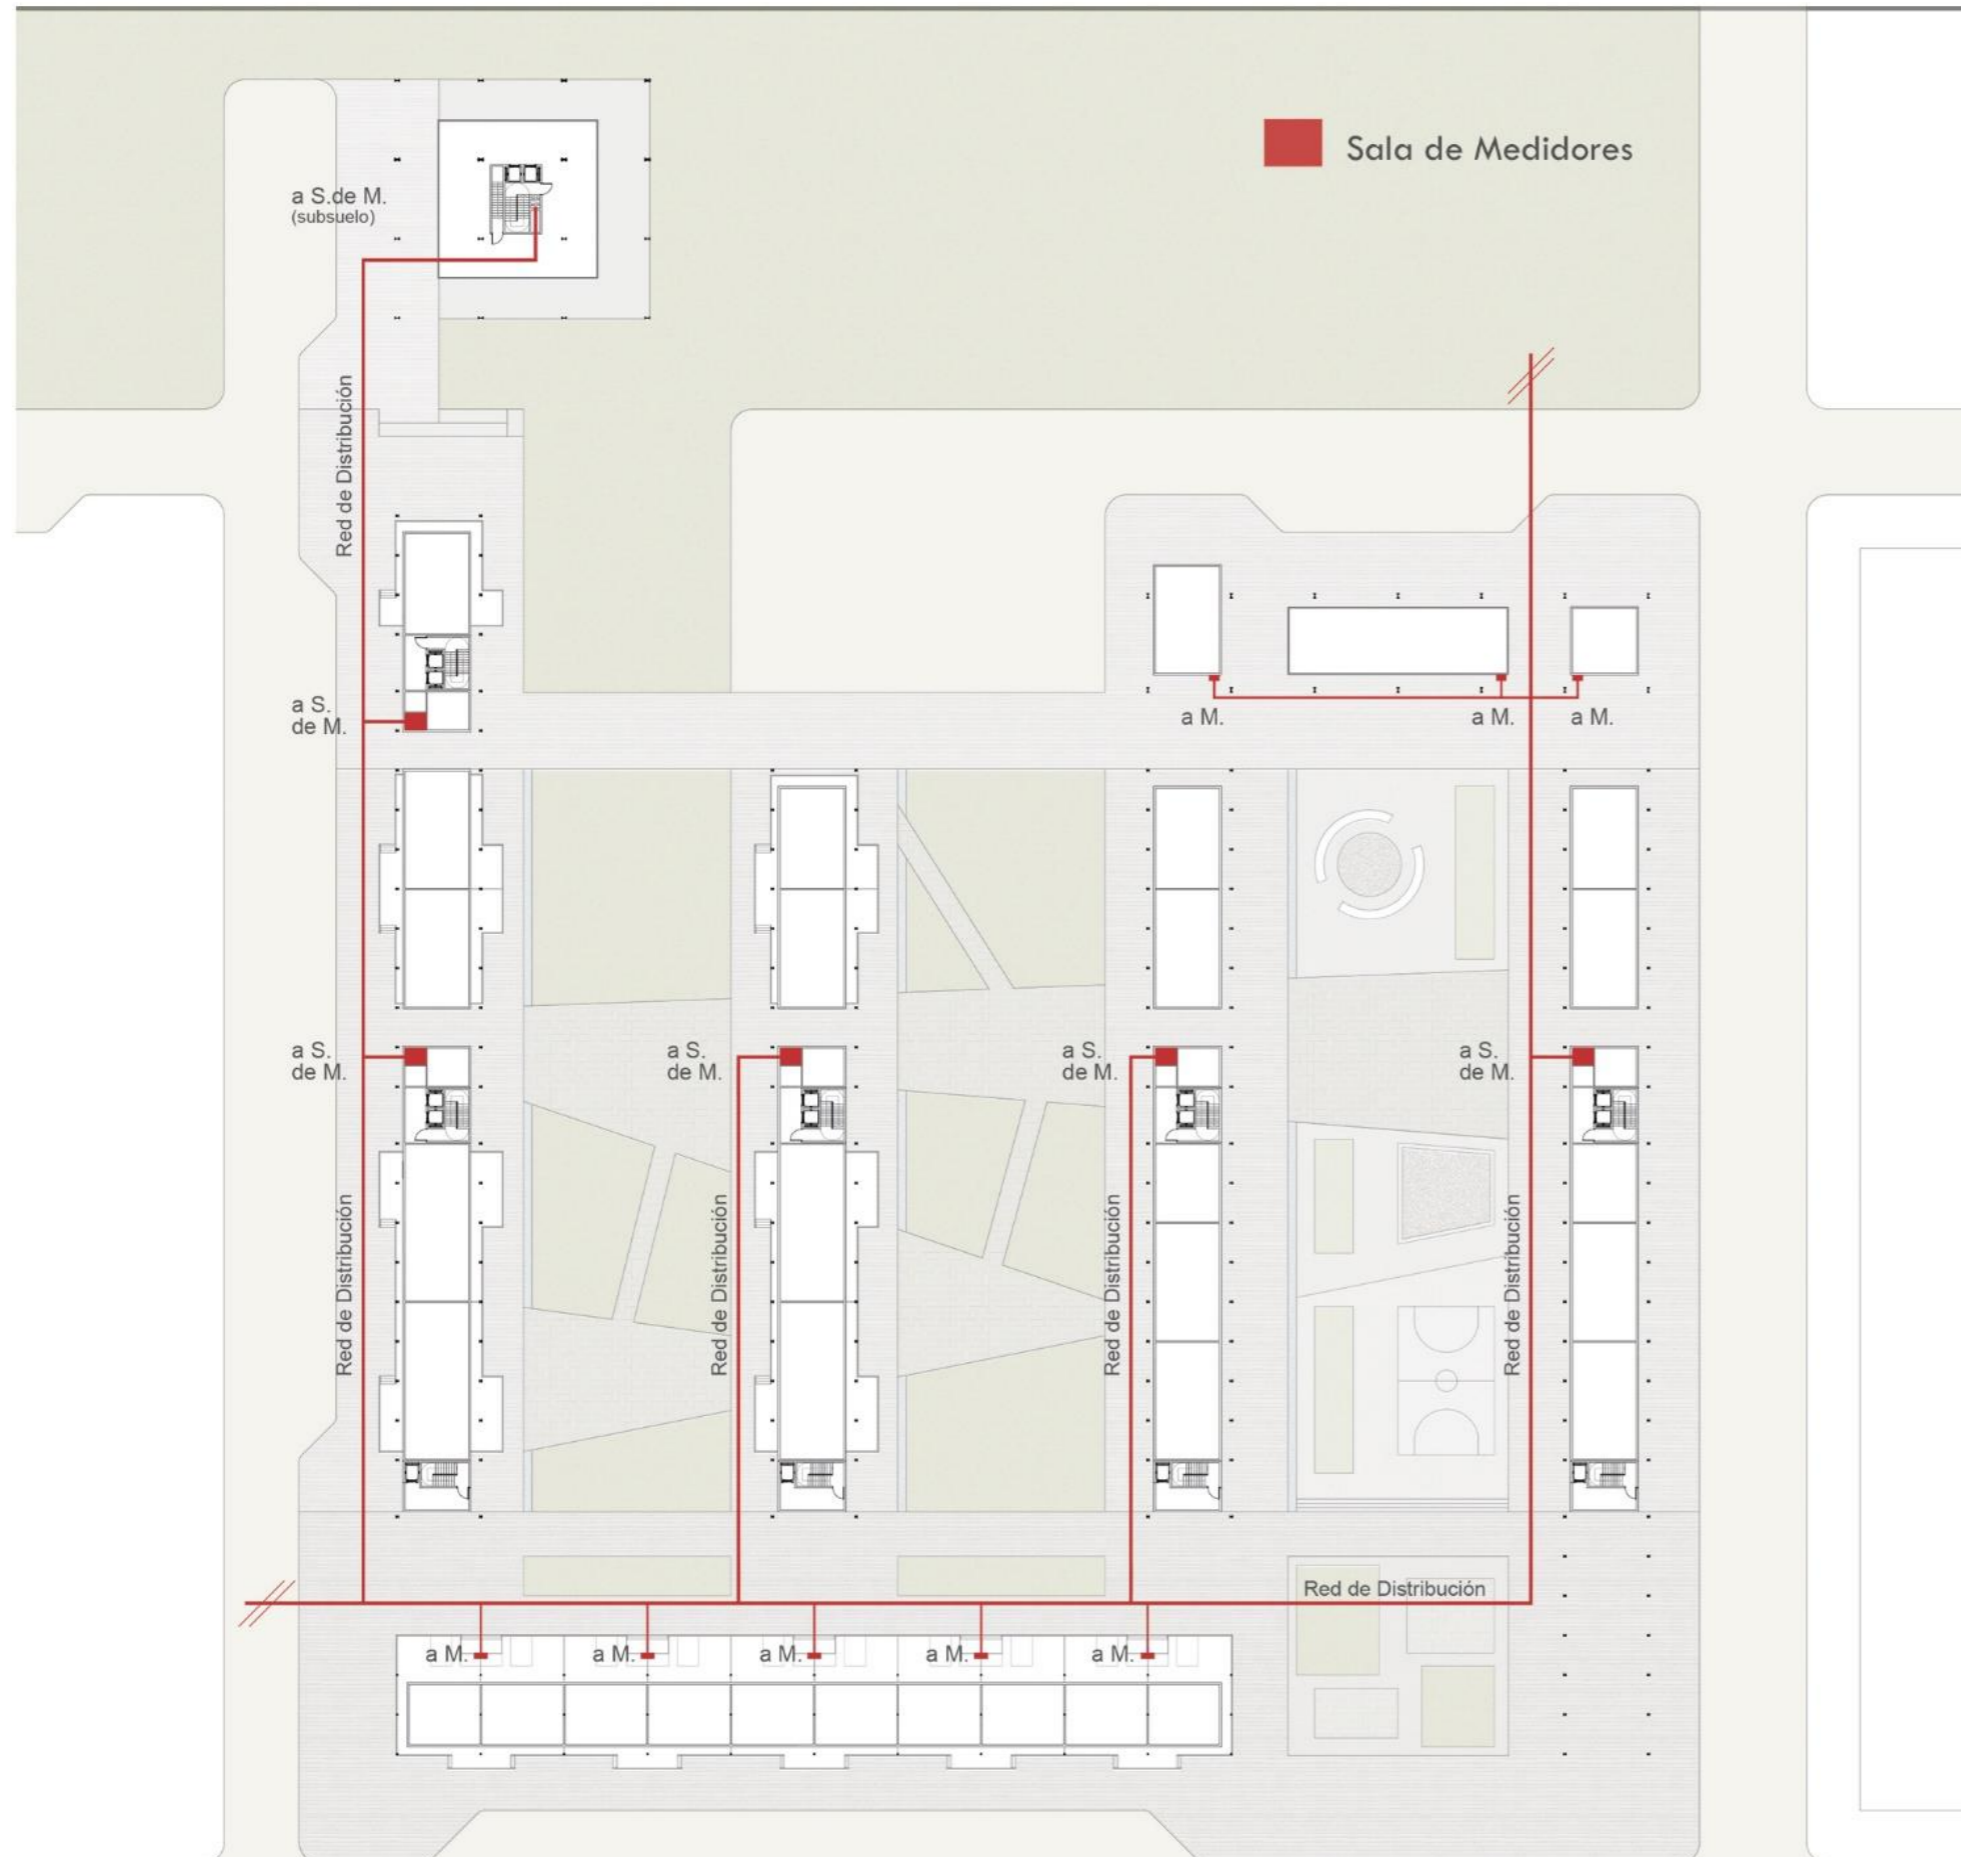 Sala de Medidores
a S.de M.
(subsuelo)
Red de Distribución
a S.
de M.
a M.
a M.
a M.
a S.
de M.
a S.
de M.
a S.
de M.
a S.
de M.
Red de Distribución
Red de Distribución
Red de Distribución
Red de Distribución
Red de Distribución
a M.
a M.
a M.
a M.
a M.